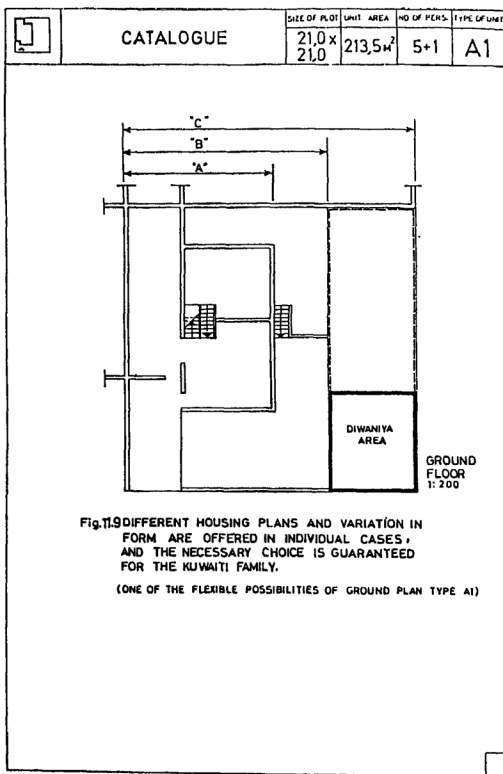 CATALOGUE
SIZE OF PLOT
21,0 x
21,0
UNIT AREA
213,5 M²
NO OF PERS.
5+1
TYPE OF UNIT
A1
"C"
"B"
"A"
DIWANIYA
AREA
GROUND
FLOOR
1:200
Fig.11.9 DIFFERENT HOUSING PLANS AND VARIATION IN
FORM ARE OFFERED IN INDIVIDUAL CASES,
AND THE NECESSARY CHOICE IS GUARANTEED
FOR THE KUWAITI FAMILY.
(ONE OF THE FLEXIBLE POSSIBILITIES OF GROUND PLAN TYPE A1)